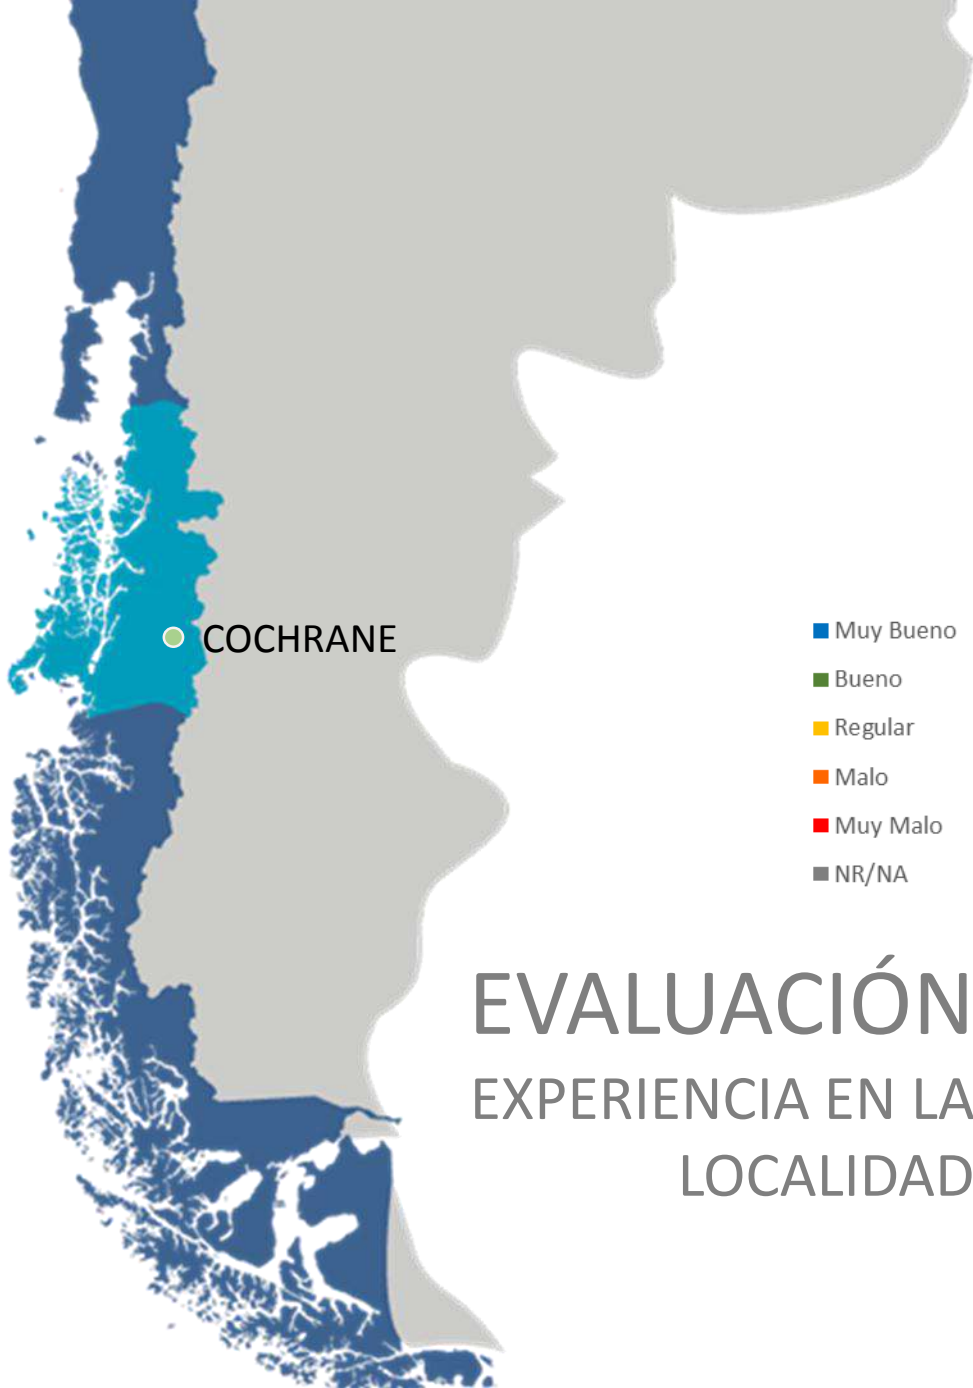 COCHRANE
Muy Bueno
Bueno
Regular
Malo
Muy Malo
NR/NA
EVALUACIÓN
EXPERIENCIA EN LA
LOCALIDAD